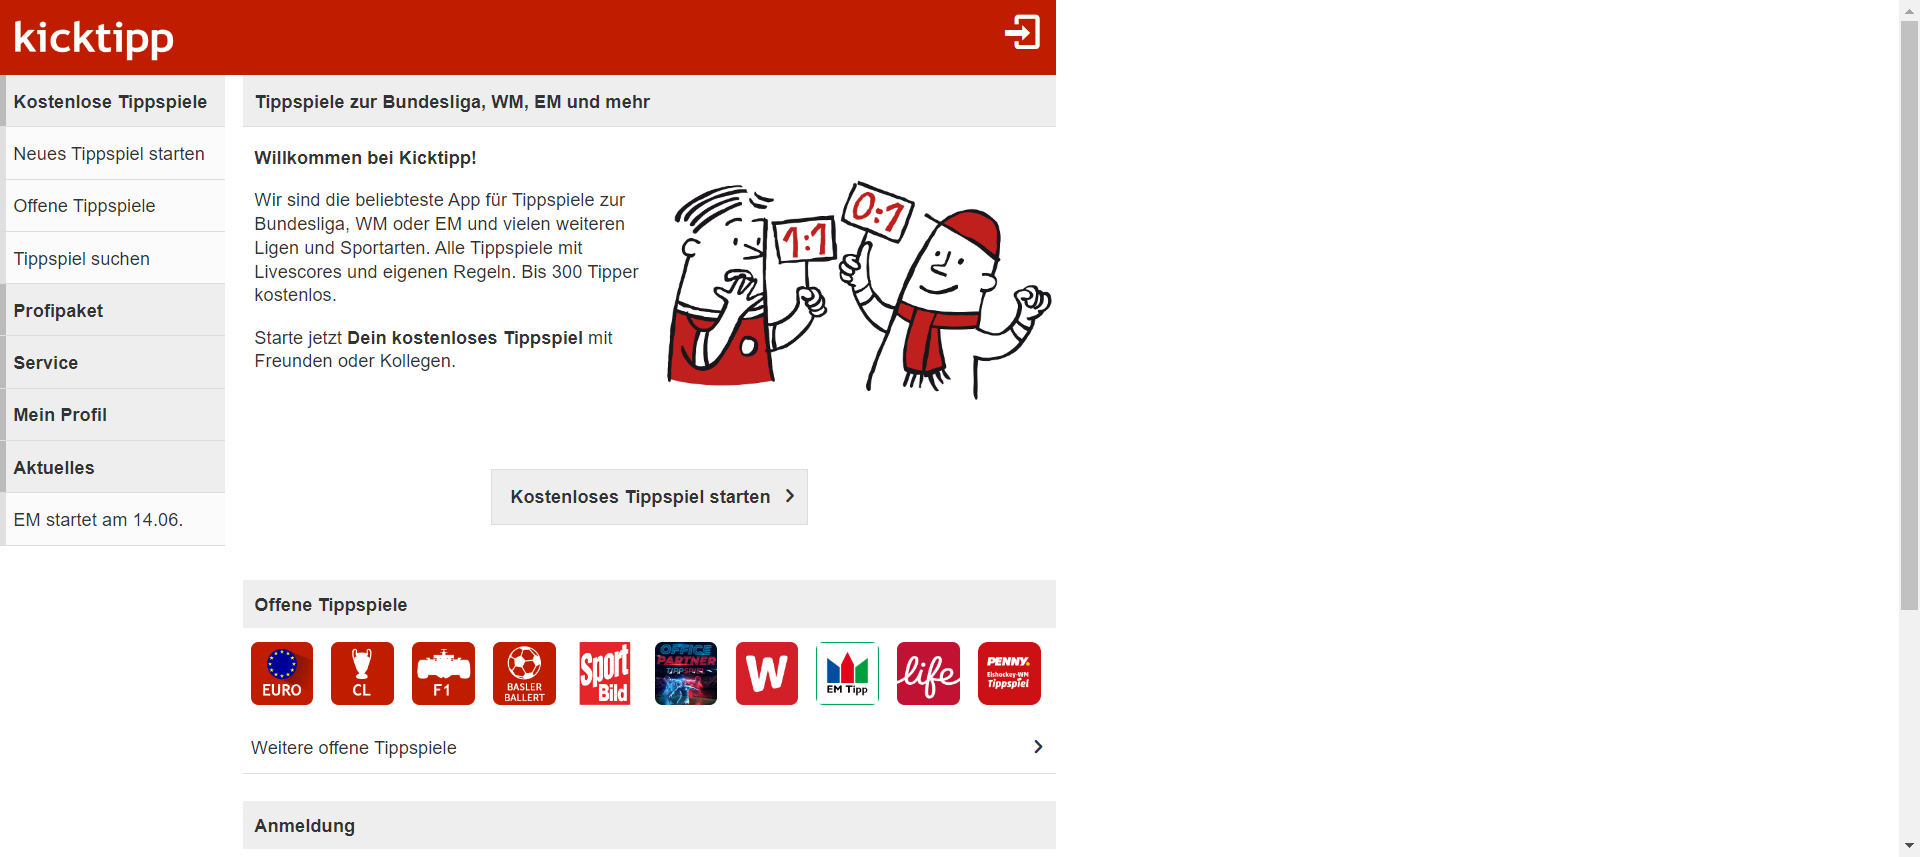 kicktipp
Kostenlose Tippspiele
Neues Tippspiel starten
Offene Tippspiele
Tippspiel suchen
Profipaket
Service
Mein Profil
Aktuelles
EM startet am 14.06.
Tippspiele zur Bundesliga, WM, EM und mehr
Willkommen bei Kicktipp!
Wir sind die beliebteste App für Tippspiele zur
Bundesliga, WM oder EM und vielen weiteren
Ligen und Sportarten. Alle Tippspiele mit
Livescores und eigenen Regeln. Bis 300 Tipper
kostenlos.
Starte jetzt Dein kostenloses Tippspiel mit
Freunden oder Kollegen.
1:1
0:1
Kostenloses Tippspiel starten
Offene Tippspiele
EURO
CL
F1
BASLER
BALLERT
Sport
Bild
OFFICE
PARTNER
TIPPSPIEL
W
EM Tipp
life
PENNY.
Eishockey-WM
Tippspiel
Weitere offene Tippspiele
Anmeldung